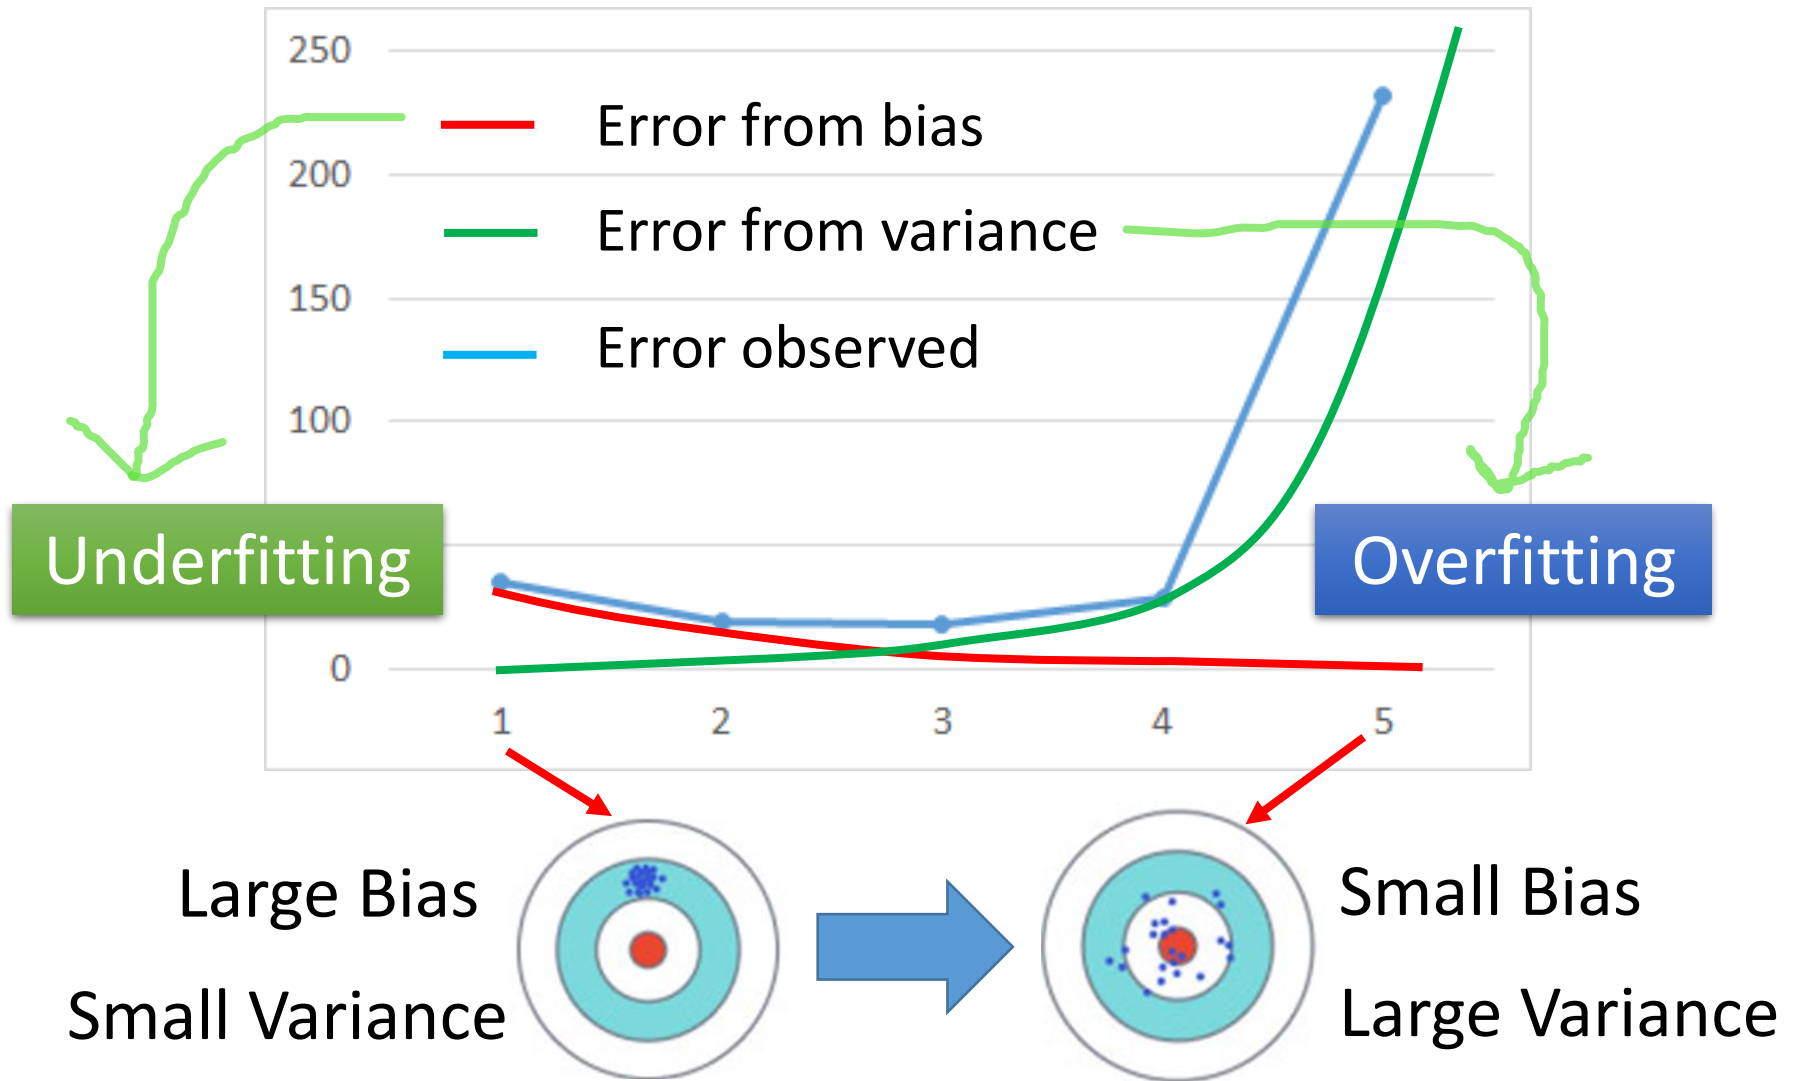 250
Error from bias
200
Error from variance
150
Error observed
100
Underfitting
Overfitting
0
1 2 3 4 5
Large Bias
Small Variance
Small Bias
Large Variance